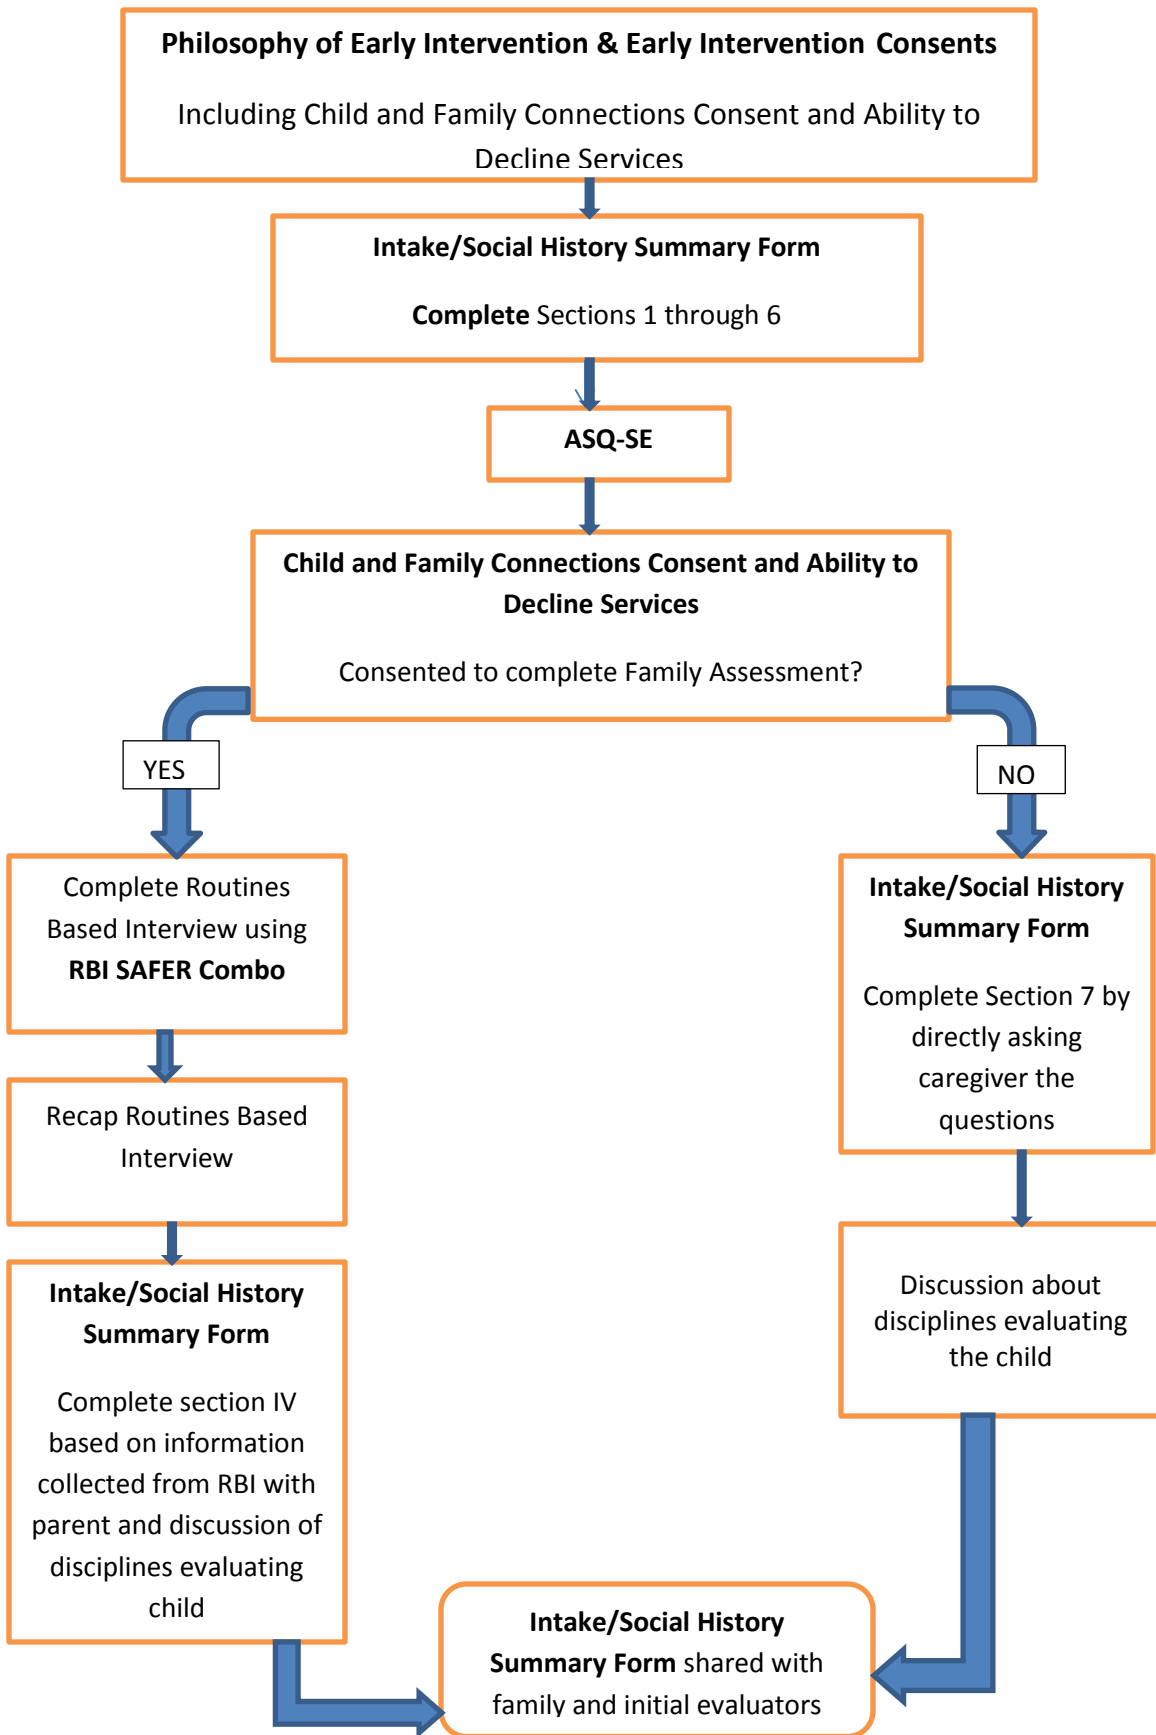 Philosophy of Early Intervention & Early Intervention Consents
Including Child and Family Connections Consent and Ability to
Decline Services
Intake/Social History Summary Form
Complete Sections 1 through 6
ASQ-SE
Child and Family Connections Consent and Ability to
Decline Services
Consented to complete Family Assessment?
YES
NO
Complete Routines
Based Interview using
RBI SAFER Combo
Recap Routines Based
Interview
Intake/Social History
Summary Form
Complete section IV
based on information
collected from RBI with
parent and discussion of
disciplines evaluating
child
Intake/Social History
Summary Form
Complete Section 7 by
directly asking
caregiver the
questions
Discussion about
disciplines evaluating
the child
Intake/Social History
Summary Form shared with
family and initial evaluators